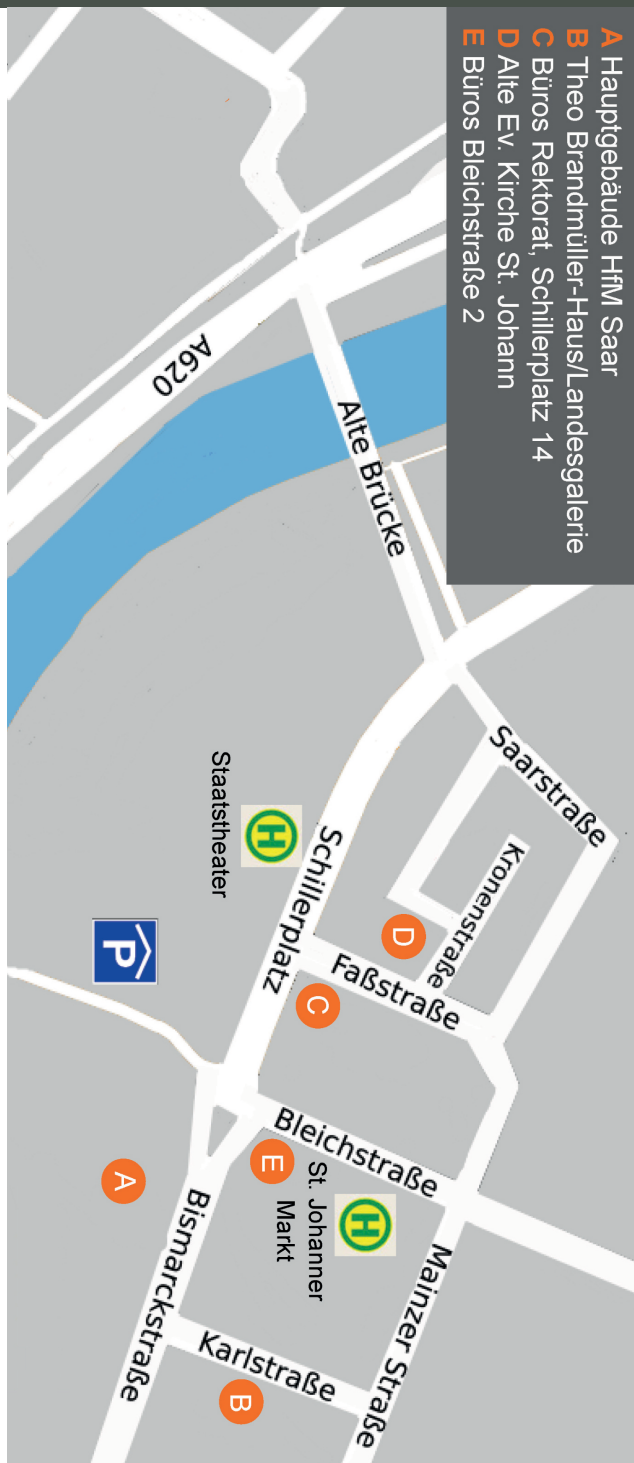 A Hauptgebäude HfM Saar
B Theo Brandmüller-Haus/Landesgalerie
C Büros Rektorat, Schillerplatz 14
D Alte Ev. Kirche St. Johann
E Büros Bleichstraße 2
A620
Alte Brücke
Saarstraße
Kronenstraße
D
Faßstraße
Staatstheater
H
Schillerplatz
P
C
Bleichstraße
E
St. Johanner
Markt
H
A
Bismarckstraße
Mainzer Straße
Karlstraße
B